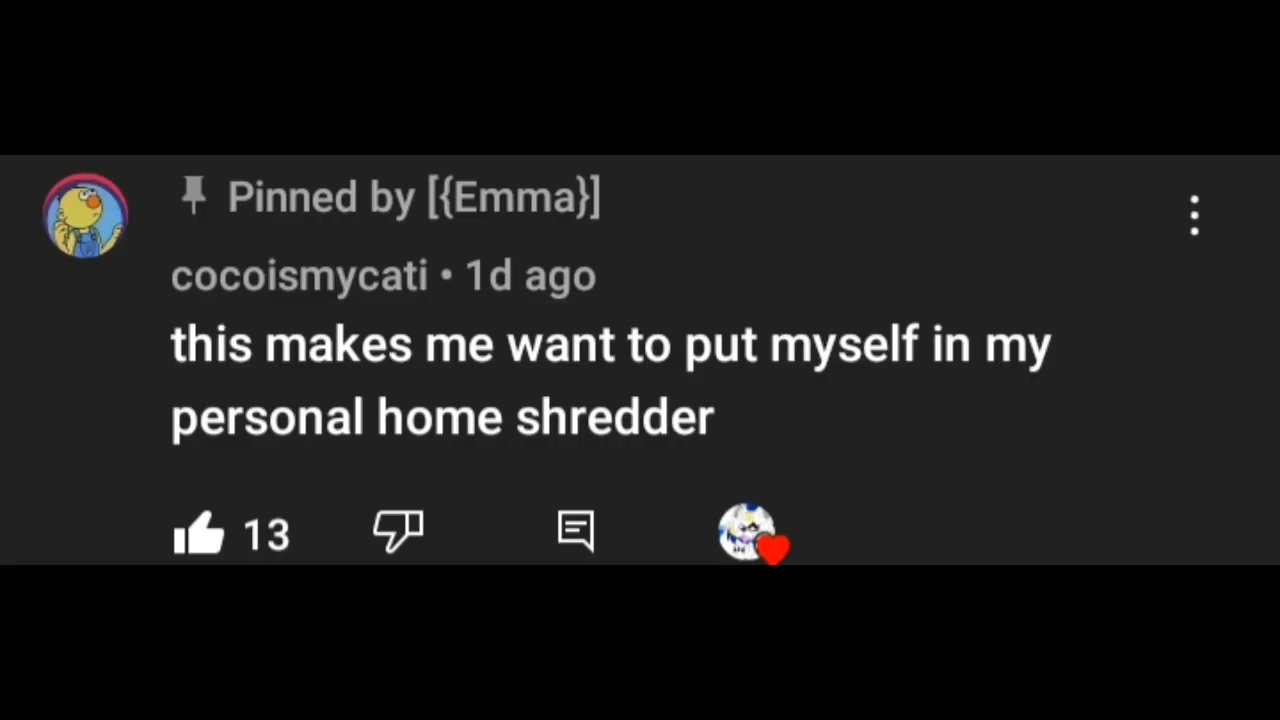 Pinned by [{Emma}]
cocoismycati • 1d ago
this makes me want to put myself in my
personal home shredder
13